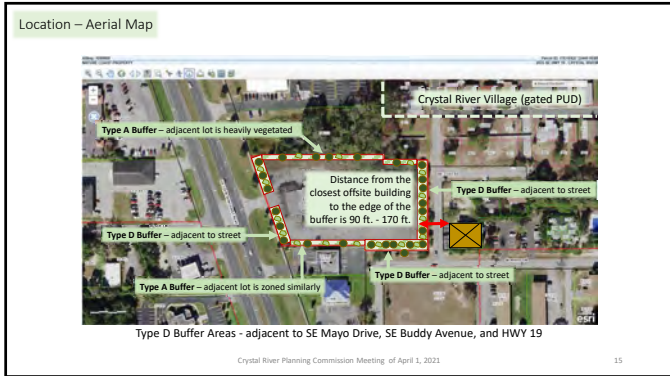 Location – Aerial Map
Crystal River Village (gated PUD)
Type A Buffer – adjacent lot is heavily vegetated
Distance from the
closest offsite building
to the edge of the
buffer is 90 ft. - 170 ft.
Type D Buffer – adjacent to street
Type D Buffer – adjacent to street
Type D Buffer – adjacent to street
Type A Buffer – adjacent lot is zoned similarly
esri
Type D Buffer Areas - adjacent to SE Mayo Drive, SE Buddy Avenue, and HWY 19
Crystal River Planning Commission Meeting of April 1, 2021
15